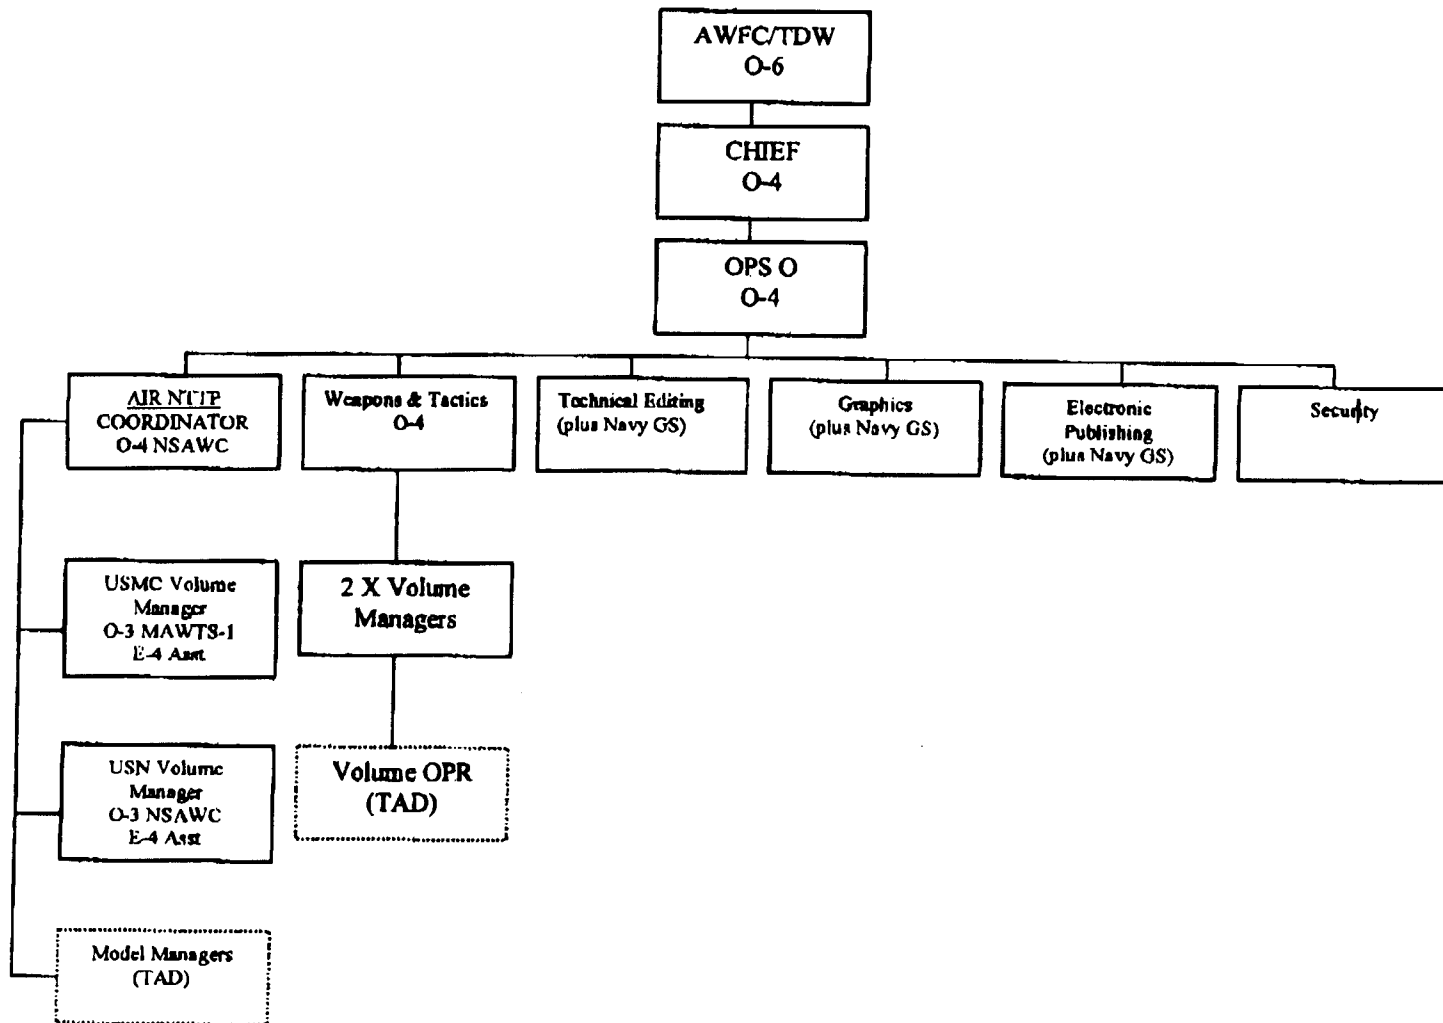 AWFC/TDW
O-6
CHIEF
O-4
OPS O
O-4
AIR NTTP
COORDINATOR
O-4 NSAWC
Weapons & Tactics
O-4
Technical Editing
(plus Navy GS)
Graphics
(plus Navy GS)
Electronic
Publishing
(plus Navy GS)
Security
USMC Volume
Manager
O-3 MAWTS-1
E-4 Asst
2 X Volume
Managers
USN Volume
Manager
O-3 NSAWC
E-4 Asst
Volume OPR
(TAD)
Model Managers
(TAD)